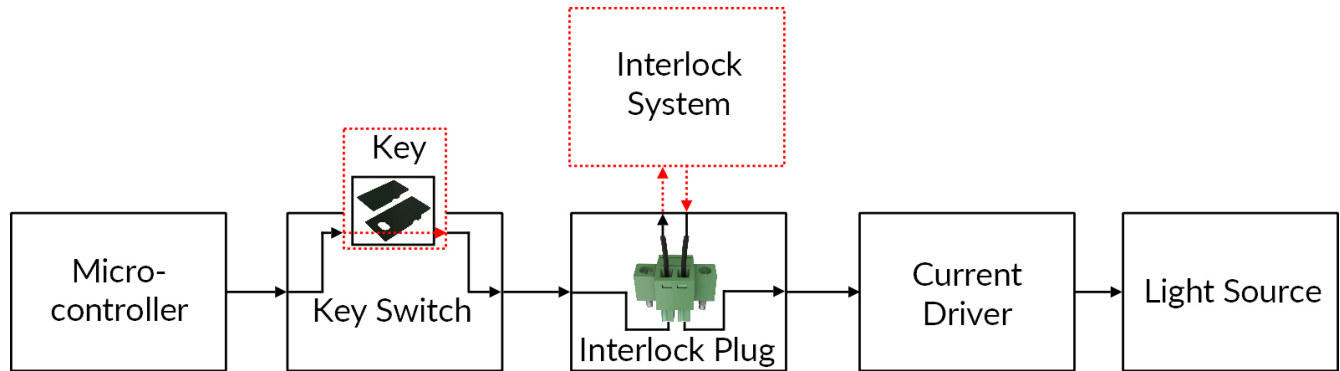 Interlock
System
Key
Micro-
controller
Key Switch
Interlock Plug
Current
Driver
Light Source